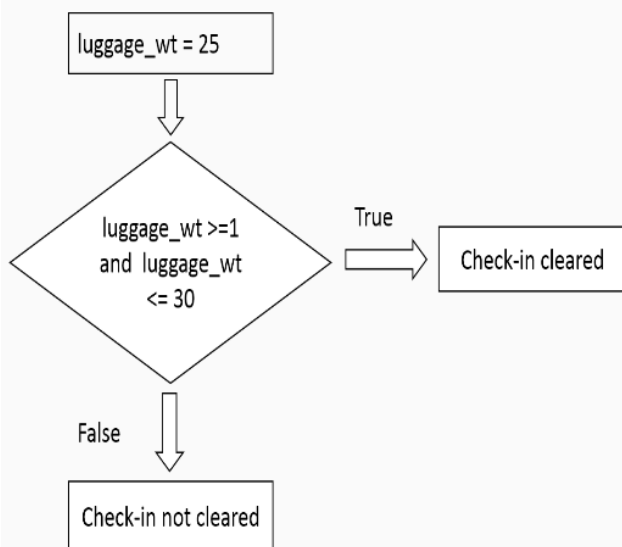 luggage_wt = 25
luggage_wt >=1
and luggage_wt
<= 30
True
Check-in cleared
False
Check-in not cleared